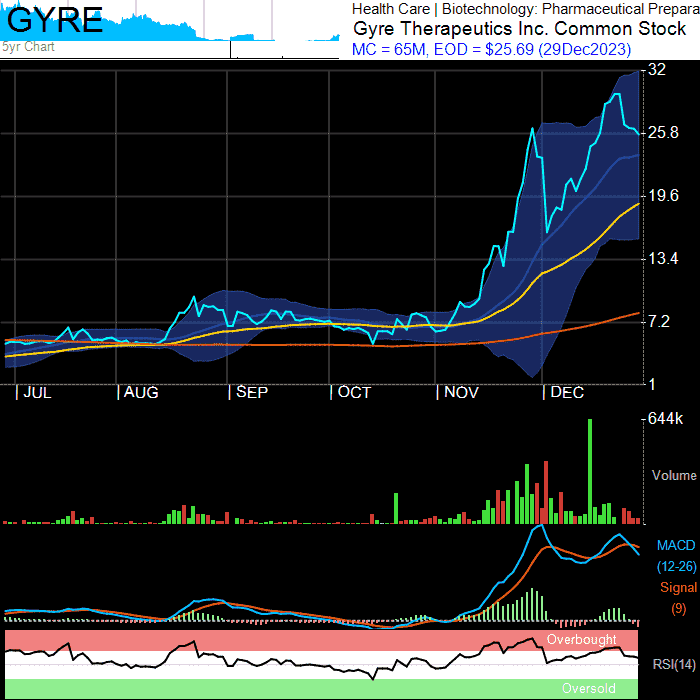 GYRE
5yr Chart
Health Care | Biotechnology: Pharmaceutical Prepara
Gyre Therapeutics Inc. Common Stock
MC = 65M, EOD = $25.69 (29Dec2023)
32
25.8
19.6
13.4
7.2
1
JUL AUG SEP OCT NOV DEC
644k
Volume
MACD
(12-26)
Signal
(9)
Overbought
RSI(14)
Oversold